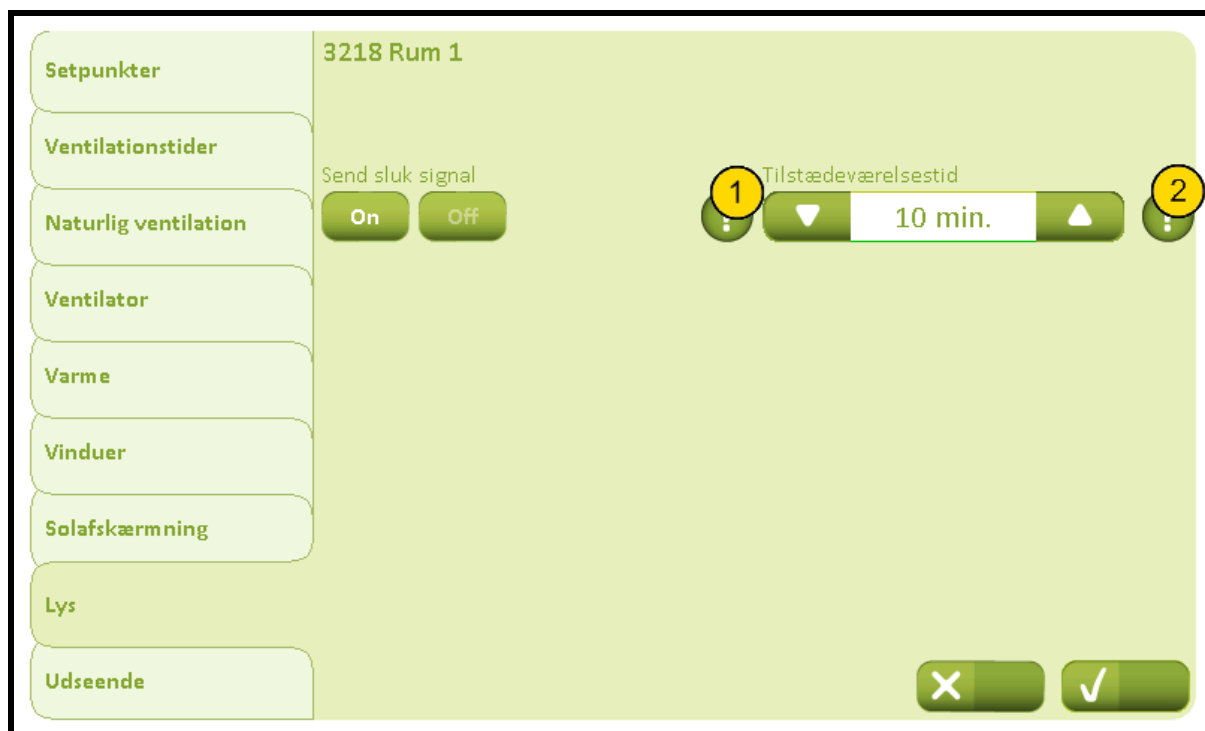 3218 Rum 1
Setpunkter
Ventilationstider
Naturlig ventilation
Ventilator
Varme
Vinduer
Solafskærmning
Lys
Udseende
Send sluk signal
On Off
1
Tilstædeværelsestid
10 min.
2